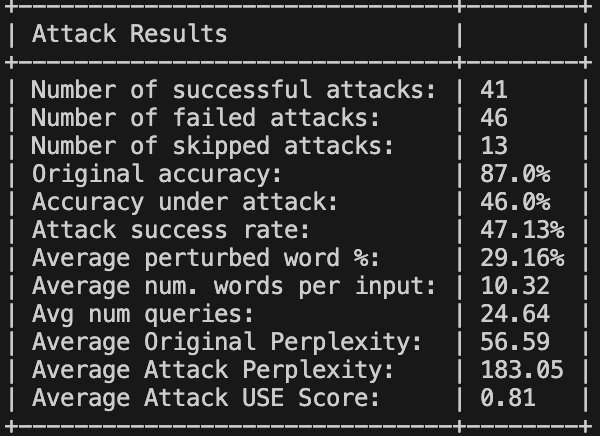 +-------------------------------+--------+
| Attack Results                |        |
+-------------------------------+--------+
| Number of successful attacks: | 41     |
| Number of failed attacks:     | 46     |
| Number of skipped attacks:    | 13     |
| Original accuracy:            | 87.0%  |
| Accuracy under attack:        | 46.0%  |
| Attack success rate:          | 47.13% |
| Average perturbed word %:     | 29.16% |
| Average num. words per input: | 10.32  |
| Avg num queries:              | 24.64  |
| Average Original Perplexity:  | 56.59  |
| Average Attack Perplexity:    | 183.05 |
| Average Attack USE Score:     | 0.81   |
+-------------------------------+--------+